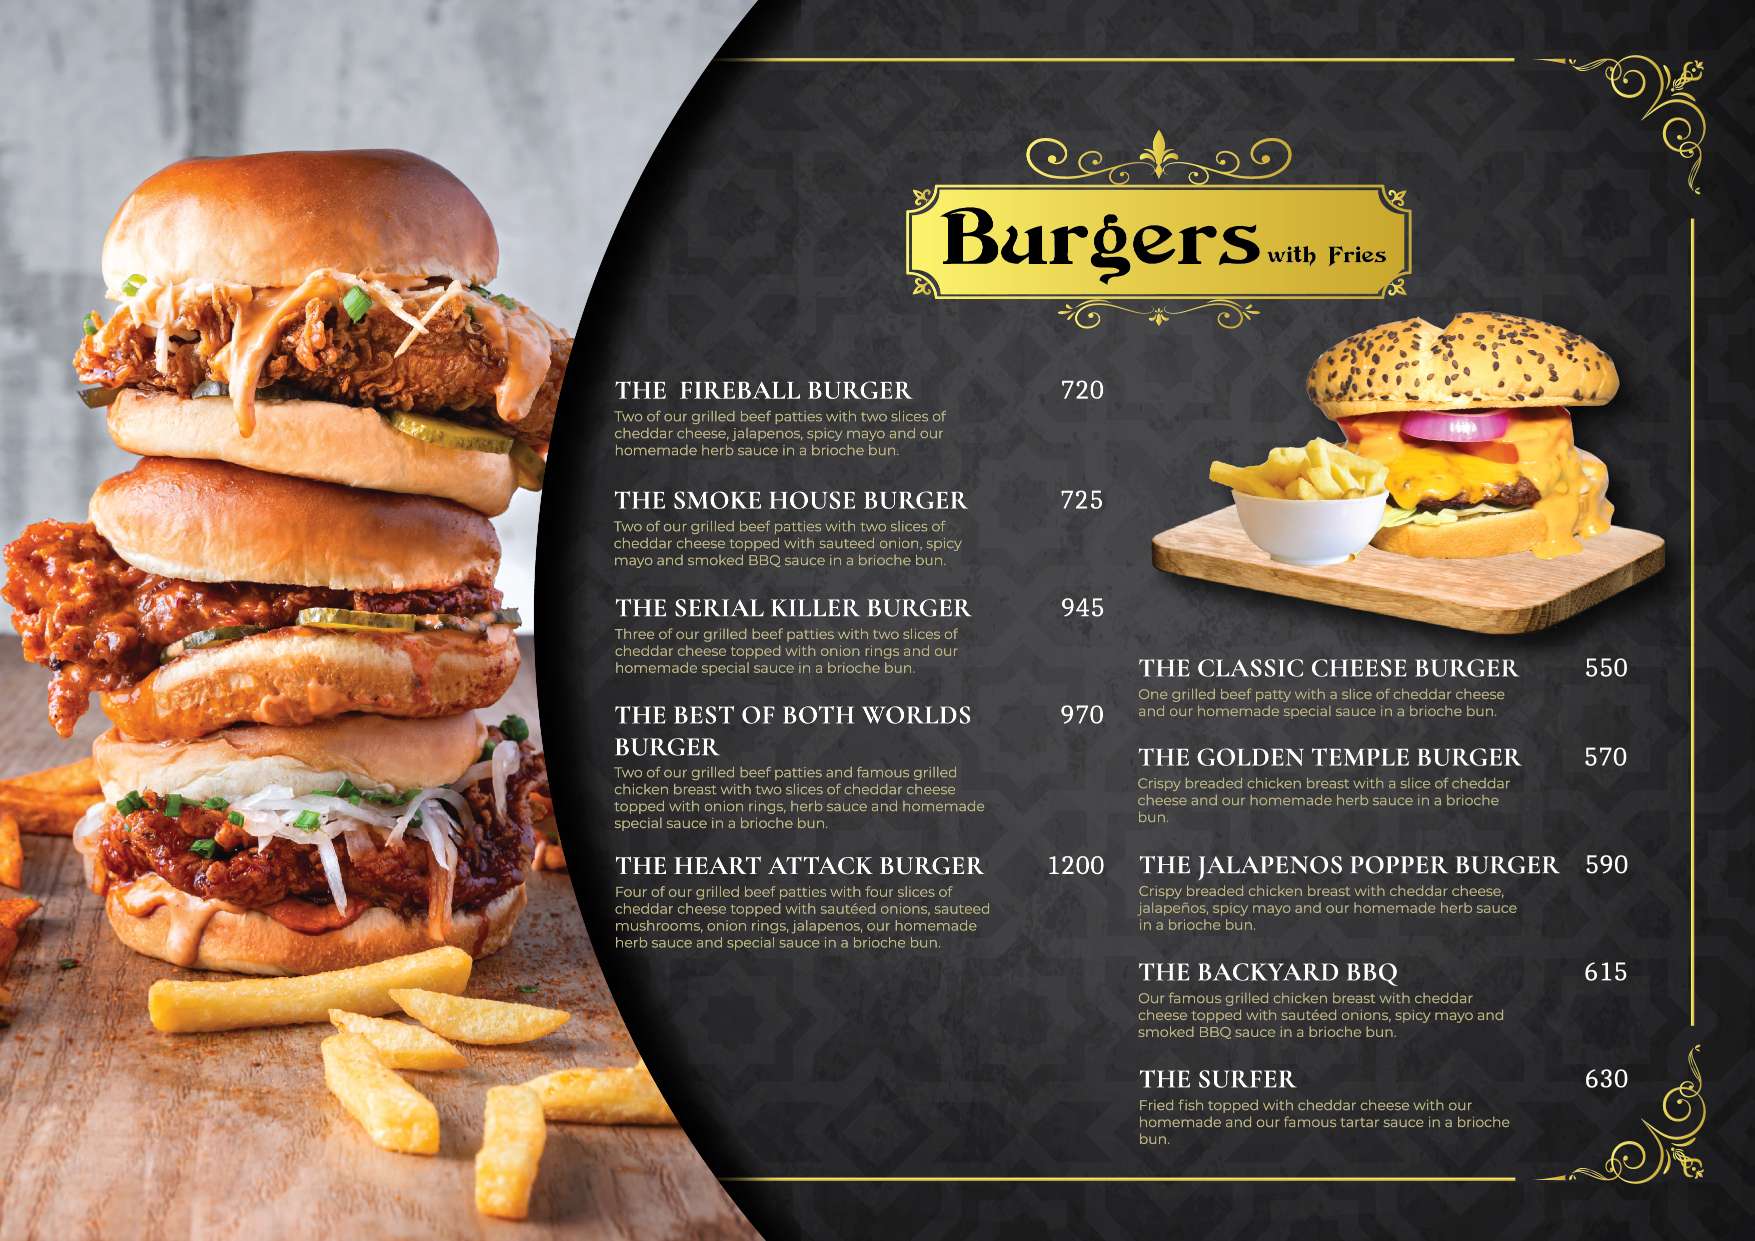 Burgers with Fries
THE FIREBALL BURGER 720
Two of our grilled beef patties with two slices of
cheddar cheese, jalapenos, spicy mayo and our
homemade herb sauce in a brioche bun.
THE SMOKE HOUSE BURGER 725
Two of our grilled beef patties with two slices of
cheddar cheese topped with sauteed onion, spicy
mayo and smoked BBQ sauce in a brioche bun.
THE SERIAL KILLER BURGER 945
Three of our grilled beef patties with two slices of
cheddar cheese topped with onion rings and our
homemade special sauce in a brioche bun.
THE BEST OF BOTH WORLDS 970
BURGER
Two of our grilled beef patties and famous grilled
chicken breast with two slices of cheddar cheese
topped with onion rings, herb sauce and homemade
special sauce in a brioche bun.
THE HEART ATTACK BURGER 1200
Four of our grilled beef patties with four slices of
cheddar cheese topped with sautéed onions, sauteed
mushrooms, onion rings, jalapenos, our homemade
herb sauce and special sauce in a brioche bun.
THE CLASSIC CHEESE BURGER 550
One grilled beef patty with a slice of cheddar cheese
and our homemade special sauce in a brioche bun.
THE GOLDEN TEMPLE BURGER 570
Crispy breaded chicken breast with a slice of cheddar
cheese and our homemade herb sauce in a brioche
bun.
THE JALAPENOS POPPER BURGER 590
Crispy breaded chicken breast with cheddar cheese,
jalapeños, spicy mayo and our homemade herb sauce
in a brioche bun.
THE BACKYARD BBQ 615
Our famous grilled chicken breast with cheddar
cheese topped with sautéed onions, spicy mayo and
smoked BBQ sauce in a brioche bun.
THE SURFER 630
Fried fish topped with cheddar cheese with our
homemade and our famous tartar sauce in a brioche
bun.